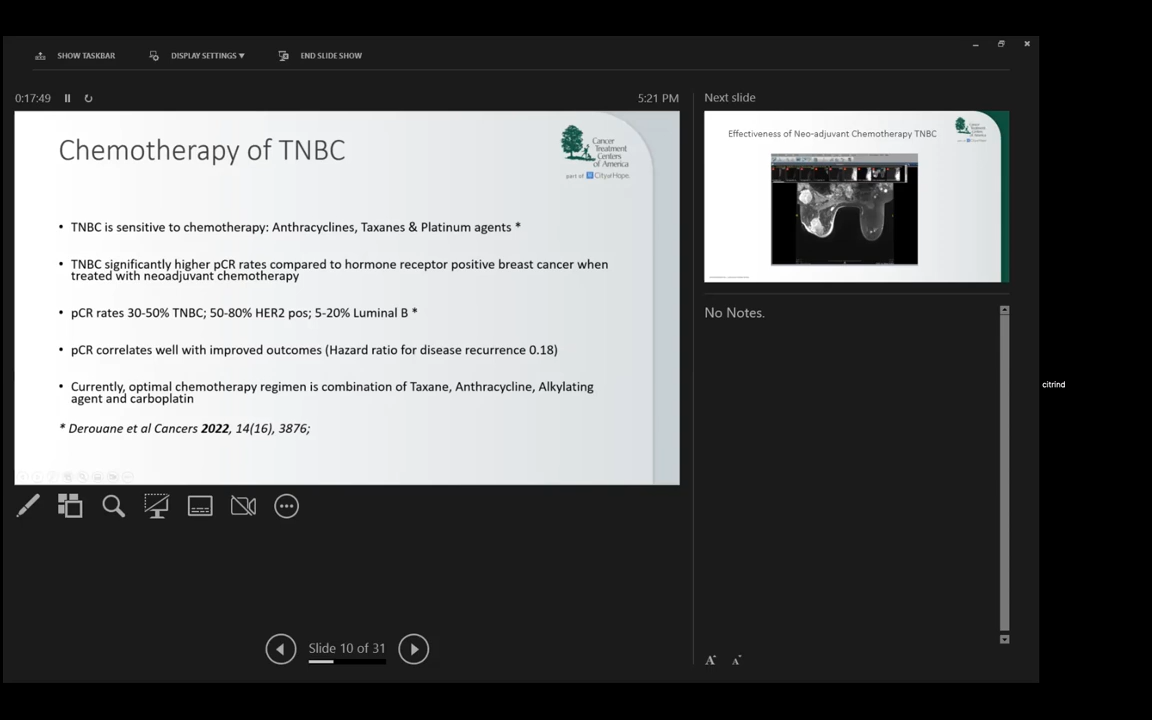 SHOW TASKBAR
DISPLAY SETTINGS ▾
END SLIDE SHOW
0:17:49
5:21 PM
Chemotherapy of TNBC
Cancer
Treatment
Centers
of America
part of CityofHope.
• TNBC is sensitive to chemotherapy: Anthracyclines, Taxanes & Platinum agents *
• TNBC significantly higher pCR rates compared to hormone receptor positive breast cancer when
treated with neoadjuvant chemotherapy
• pCR rates 30-50% TNBC; 50-80% HER2 pos; 5-20% Luminal B *
• pCR correlates well with improved outcomes (Hazard ratio for disease recurrence 0.18)
• Currently, optimal chemotherapy regimen is combination of Taxane, Anthracycline, Alkylating
agent and carboplatin
* Derouane et al Cancers 2022, 14(16), 3876;
Slide 10 of 31
Next slide
Effectiveness of Neo-adjuvant Chemotherapy TNBC
Cancer
Treatment
Centers
of America
No Notes.
A A
citrind